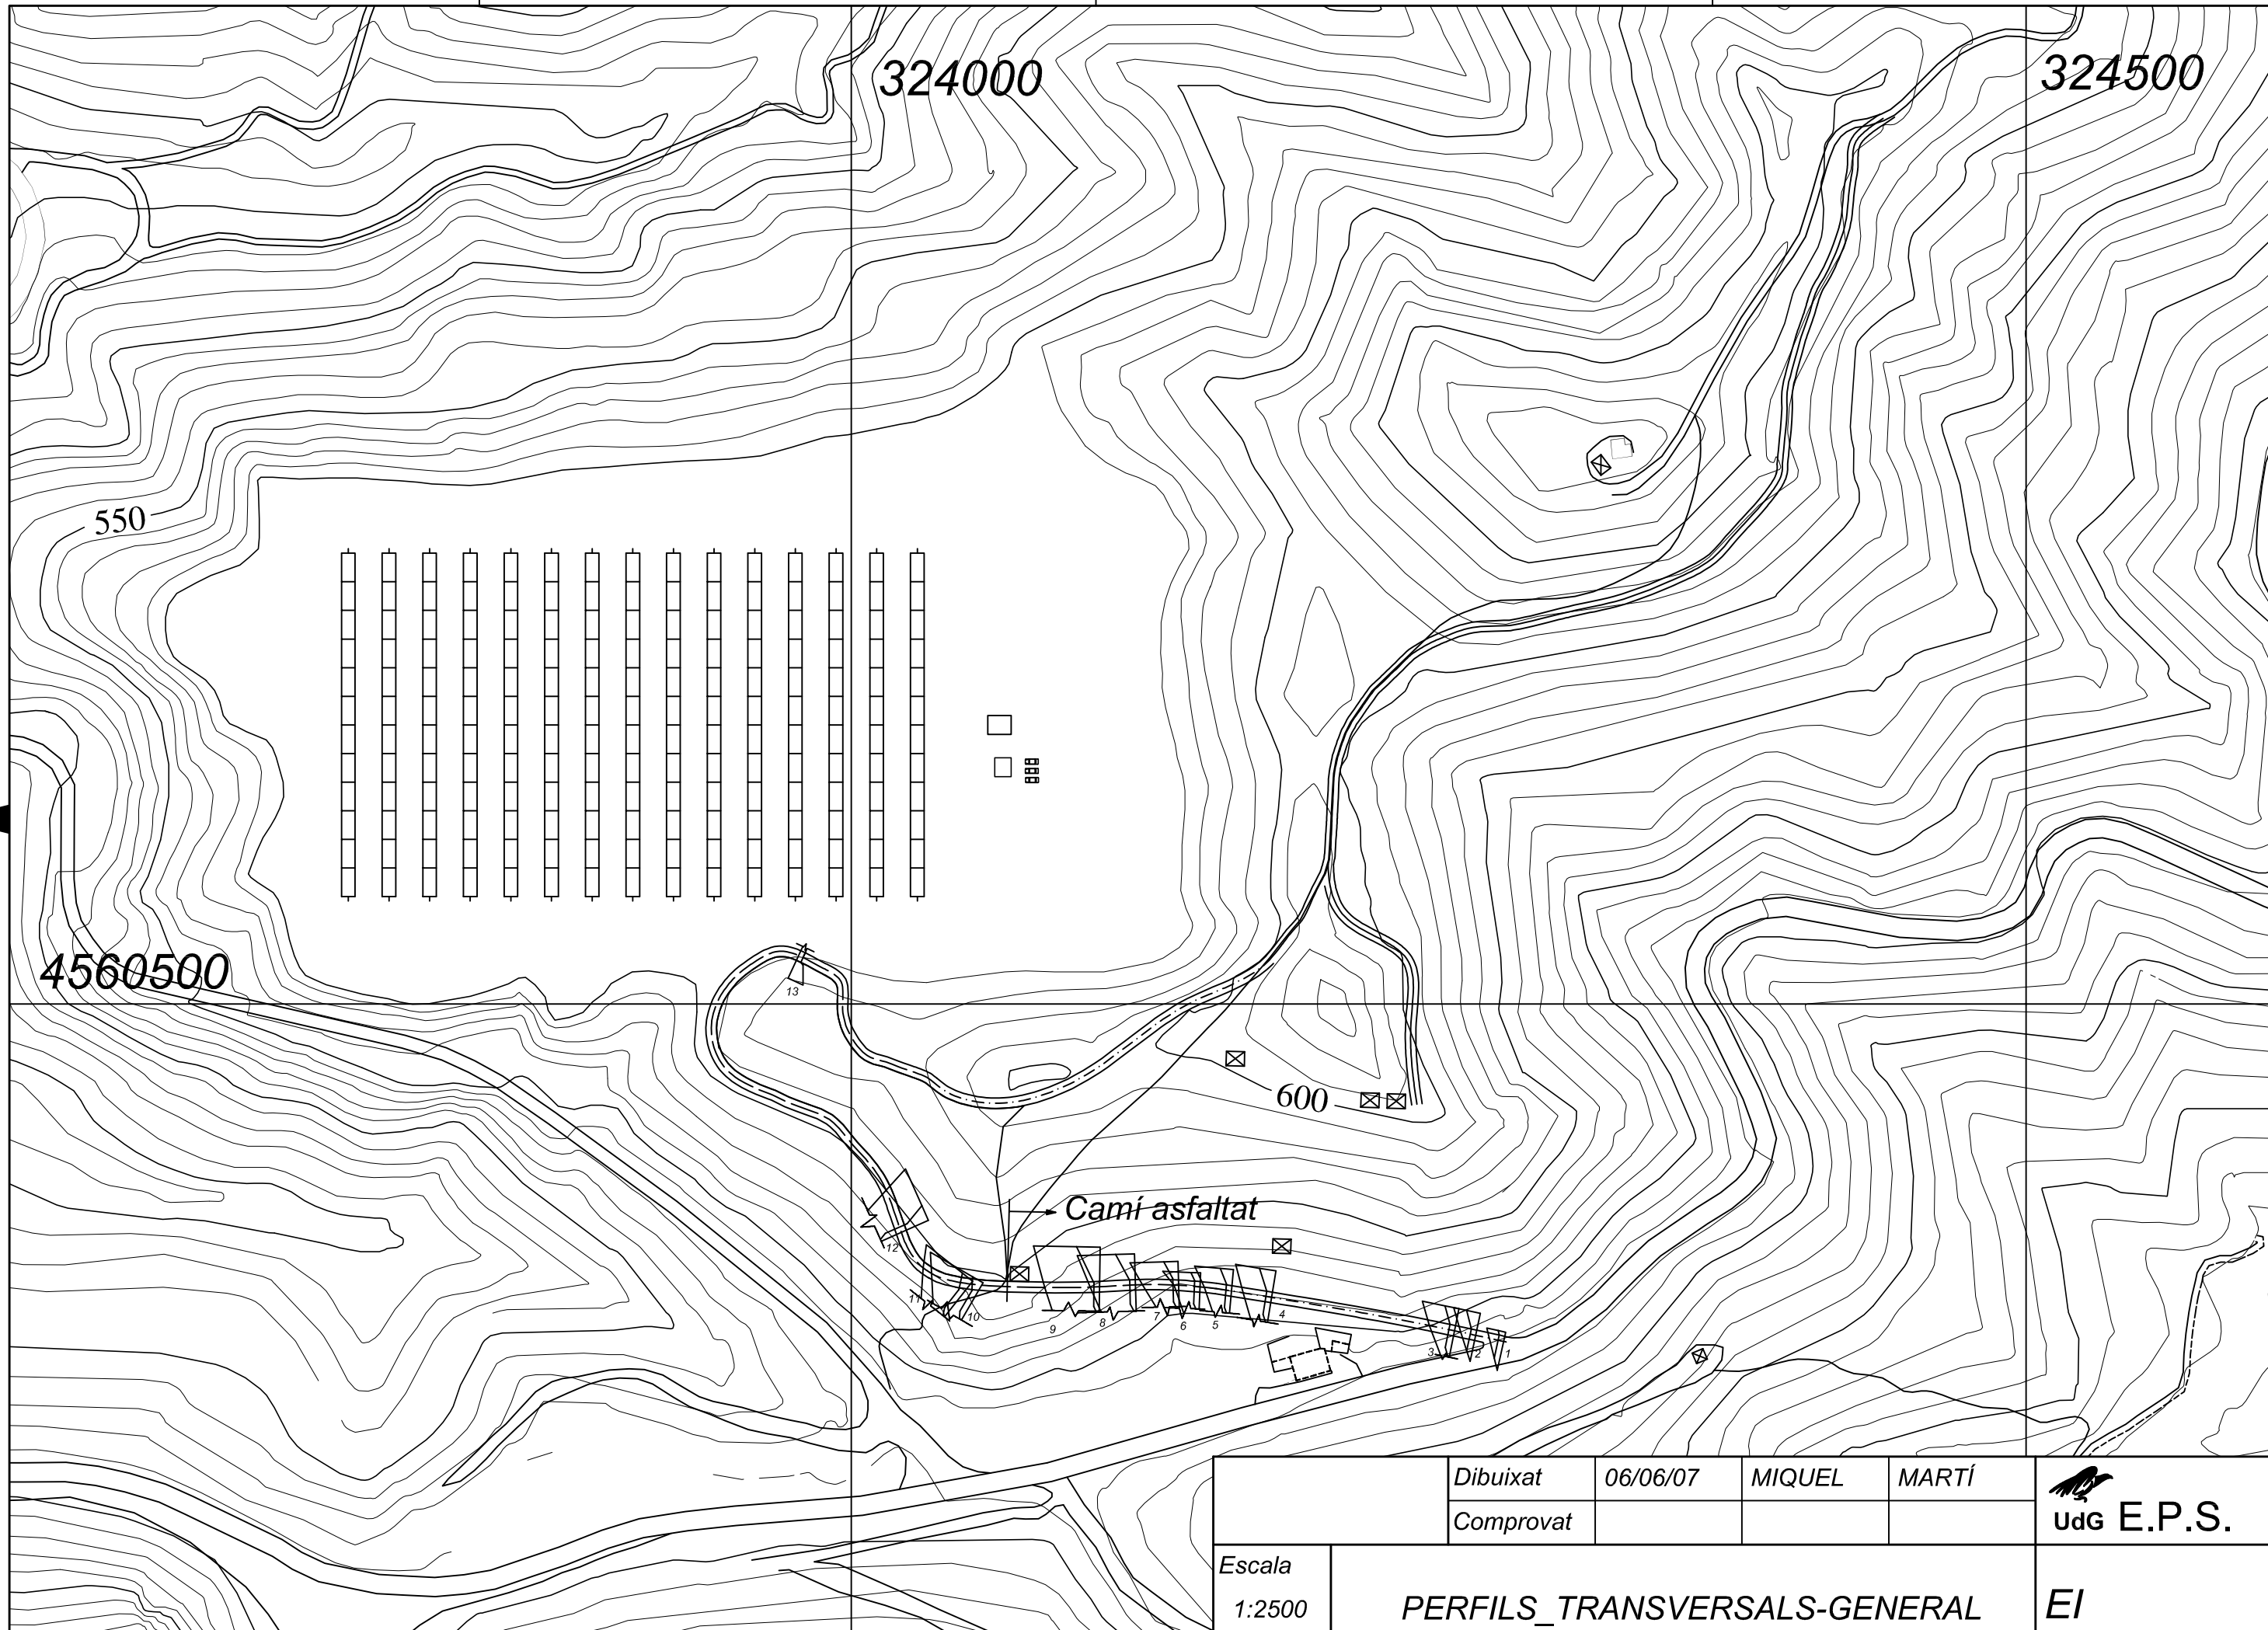 324000
324500
550
4560500
13
600
Camí asfaltat
12
11
10
9
8
7
6
5
4
3
2
1
Dibuixat 06/06/07 MIQUEL MARTÍ
Comprovat
UdG E.P.S.
Escala
1:2500
PERFILS_TRANSVERSALS-GENERAL
EI